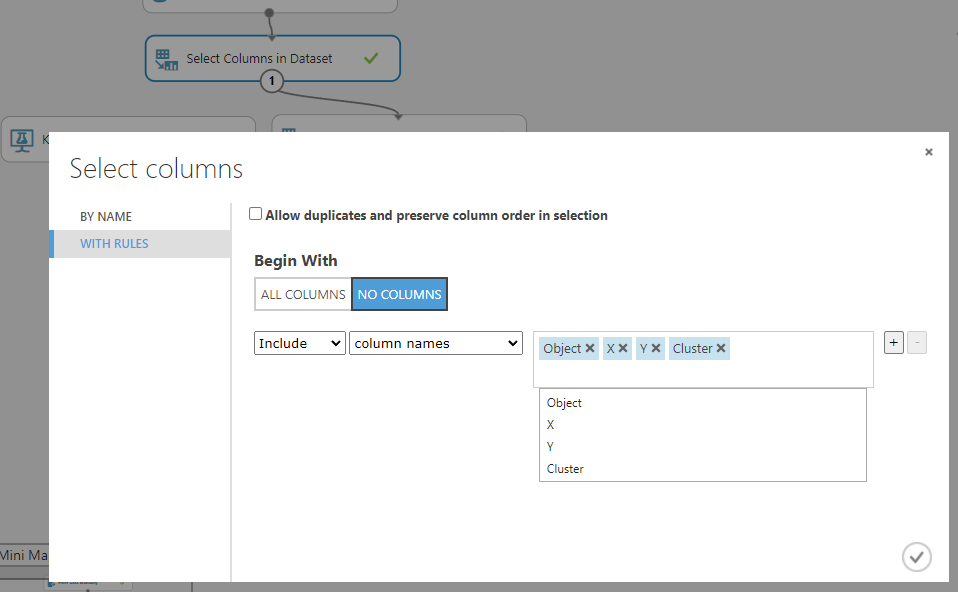 Select Columns in Dataset
1
K
Select columns
×
BY NAME
WITH RULES
Allow duplicates and preserve column order in selection
Begin With
ALL COLUMNS NO COLUMNS
Include column names Object X Y Cluster + -
Object
X
Y
Cluster
Mini Ma